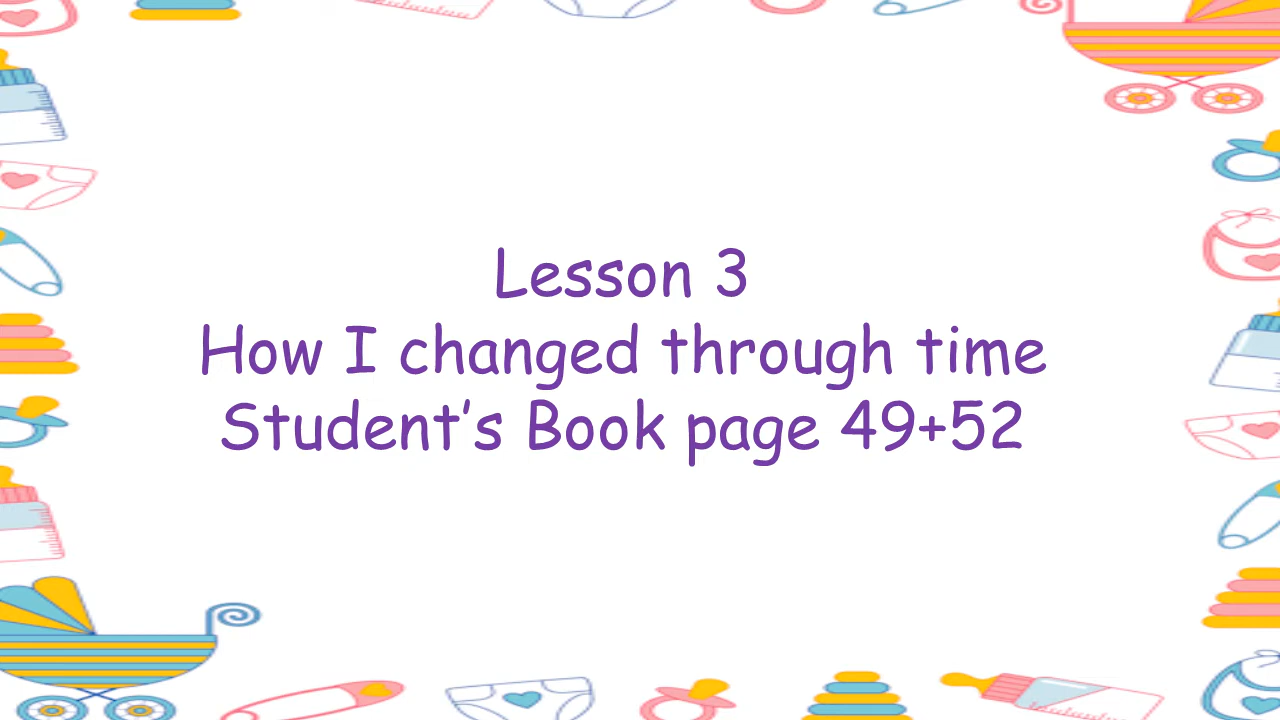 Lesson 3
How I changed through time
Student’s Book page 49+52